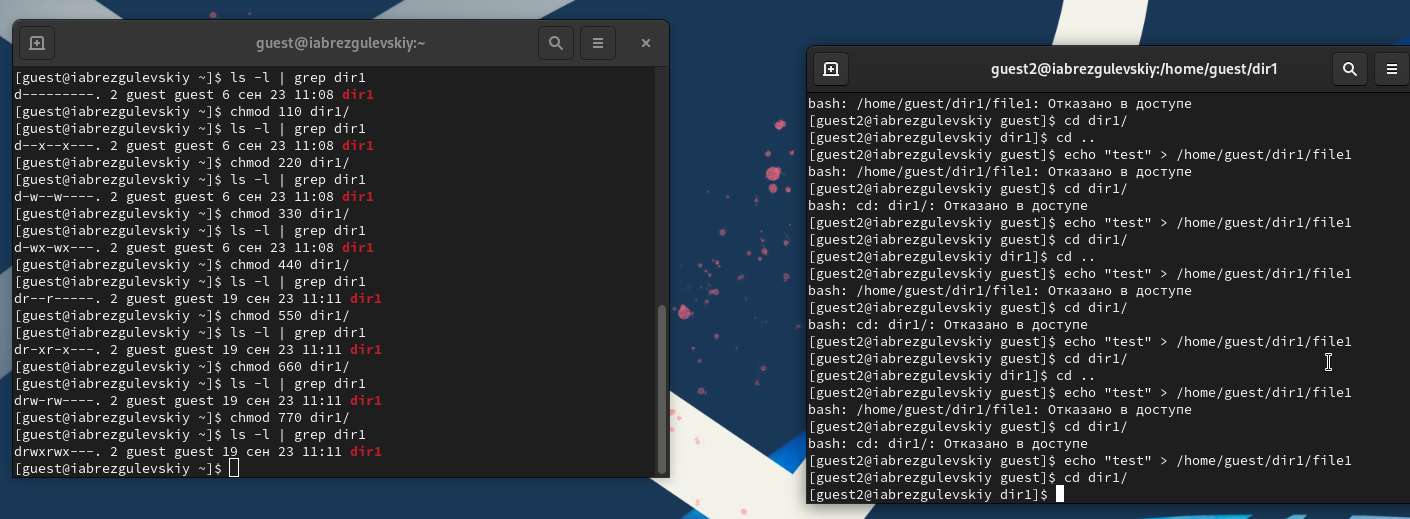 guest@iabrezgulevskiy:~
[guest@iabrezgulevskiy ~]$ ls -l | grep dir1
d---------. 2 guest guest 6 сен 23 11:08 dir1
[guest@iabrezgulevskiy ~]$ chmod 110 dir1/
[guest@iabrezgulevskiy ~]$ ls -l | grep dir1
d--x--x---. 2 guest guest 6 сен 23 11:08 dir1
[guest@iabrezgulevskiy ~]$ chmod 220 dir1/
[guest@iabrezgulevskiy ~]$ ls -l | grep dir1
d-w--w----. 2 guest guest 6 сен 23 11:08 dir1
[guest@iabrezgulevskiy ~]$ chmod 330 dir1/
[guest@iabrezgulevskiy ~]$ ls -l | grep dir1
d-wx-wx---. 2 guest guest 6 сен 23 11:08 dir1
[guest@iabrezgulevskiy ~]$ chmod 440 dir1/
[guest@iabrezgulevskiy ~]$ ls -l | grep dir1
dr--r-----. 2 guest guest 19 сен 23 11:11 dir1
[guest@iabrezgulevskiy ~]$ chmod 550 dir1/
[guest@iabrezgulevskiy ~]$ ls -l | grep dir1
dr-xr-x---. 2 guest guest 19 сен 23 11:11 dir1
[guest@iabrezgulevskiy ~]$ chmod 660 dir1/
[guest@iabrezgulevskiy ~]$ ls -l | grep dir1
drw-rw----. 2 guest guest 19 сен 23 11:11 dir1
[guest@iabrezgulevskiy ~]$ chmod 770 dir1/
[guest@iabrezgulevskiy ~]$ ls -l | grep dir1
drwxrwx---. 2 guest guest 19 сен 23 11:11 dir1
[guest@iabrezgulevskiy ~]$
guest2@iabrezgulevskiy:/home/guest/dir1
bash: /home/guest/dir1/file1: Отказано в доступе
[guest2@iabrezgulevskiy guest]$ cd dir1/
[guest2@iabrezgulevskiy dir1]$ cd ..
[guest2@iabrezgulevskiy guest]$ echo "test" > /home/guest/dir1/file1
bash: /home/guest/dir1/file1: Отказано в доступе
[guest2@iabrezgulevskiy guest]$ cd dir1/
bash: cd: dir1/: Отказано в доступе
[guest2@iabrezgulevskiy guest]$ echo "test" > /home/guest/dir1/file1
[guest2@iabrezgulevskiy guest]$ cd dir1/
[guest2@iabrezgulevskiy dir1]$ cd ..
[guest2@iabrezgulevskiy guest]$ echo "test" > /home/guest/dir1/file1
bash: /home/guest/dir1/file1: Отказано в доступе
[guest2@iabrezgulevskiy guest]$ cd dir1/
bash: cd: dir1/: Отказано в доступе
[guest2@iabrezgulevskiy guest]$ echo "test" > /home/guest/dir1/file1
[guest2@iabrezgulevskiy guest]$ cd dir1/
[guest2@iabrezgulevskiy dir1]$ cd ..
[guest2@iabrezgulevskiy guest]$ echo "test" > /home/guest/dir1/file1
bash: /home/guest/dir1/file1: Отказано в доступе
[guest2@iabrezgulevskiy guest]$ cd dir1/
bash: cd: dir1/: Отказано в доступе
[guest2@iabrezgulevskiy guest]$ echo "test" > /home/guest/dir1/file1
[guest2@iabrezgulevskiy guest]$ cd dir1/
[guest2@iabrezgulevskiy dir1]$